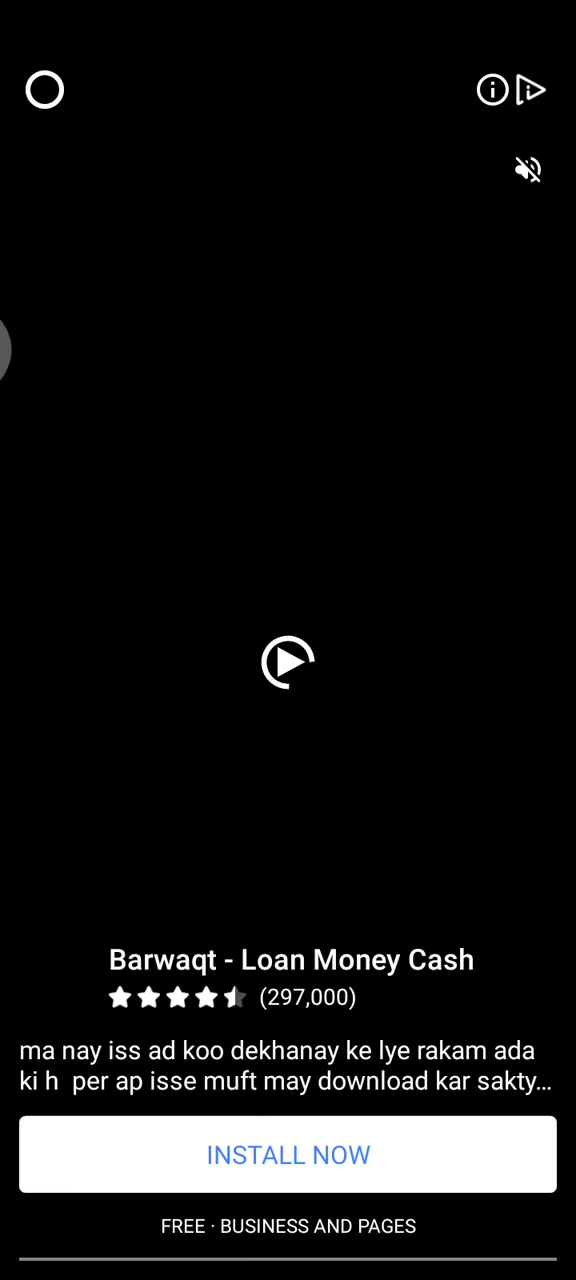 Barwaqt - Loan Money Cash
(297,000)
ma nay iss ad koo dekhanay ke lye rakam ada
ki h  per ap isse muft may download kar sakty...
INSTALL NOW
FREE · BUSINESS AND PAGES